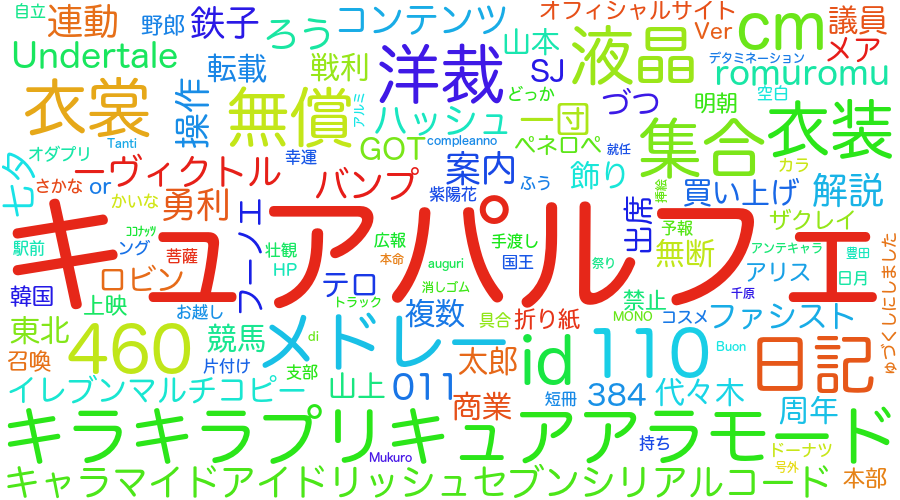 自立
連動
野郎
鉄子
ろう
コンテンツ
オフィシャルサイト
cm
議員
Ver
メア
Undertale
転載
戦利
洋裁
SJ
山本
液晶
デタミネーション
romuromu
衣裳
操作
無償
アルミ
ハッシュ
どっか
一団
づつ
明朝
空白
衣装
七夕
オダプリ
Tanti
ーヴィクトル
幸運
GOT
compleanno
案内
ペネロペ
就任
集合
カラ
さかな
or
かいな
勇利
バンプ
紫陽花
ふう
飾り
挿絵
買い上げ
解説
キュアパルフェ
ココナッツ
駅前
ング
菩薩
フーノェ
壮観
広報
本命
手渡し
国王
祭り
出席
予報
無断
ザクレイ
アンテキャラ
豊田
ロビン
HP
テロ
auguri
消しゴム
アリス
日月
韓国
上映
お越し
トラック
複数
具合
折り紙
禁止
MONO
千原
コスメ
ファシスト
ゅづくしにしました
東北
460
競馬
メドレー
di
太郎
id
110
Buon
日記
召喚
片付け
支部
イレブンマルチコピー
山上
011
商業
短冊
384
代々木
周年
キラキラプリキュアアラモード
Mukuro
持ち
ドーナツ
号外
キャラマイドアイドリッシュセブンシリアルコード
本部